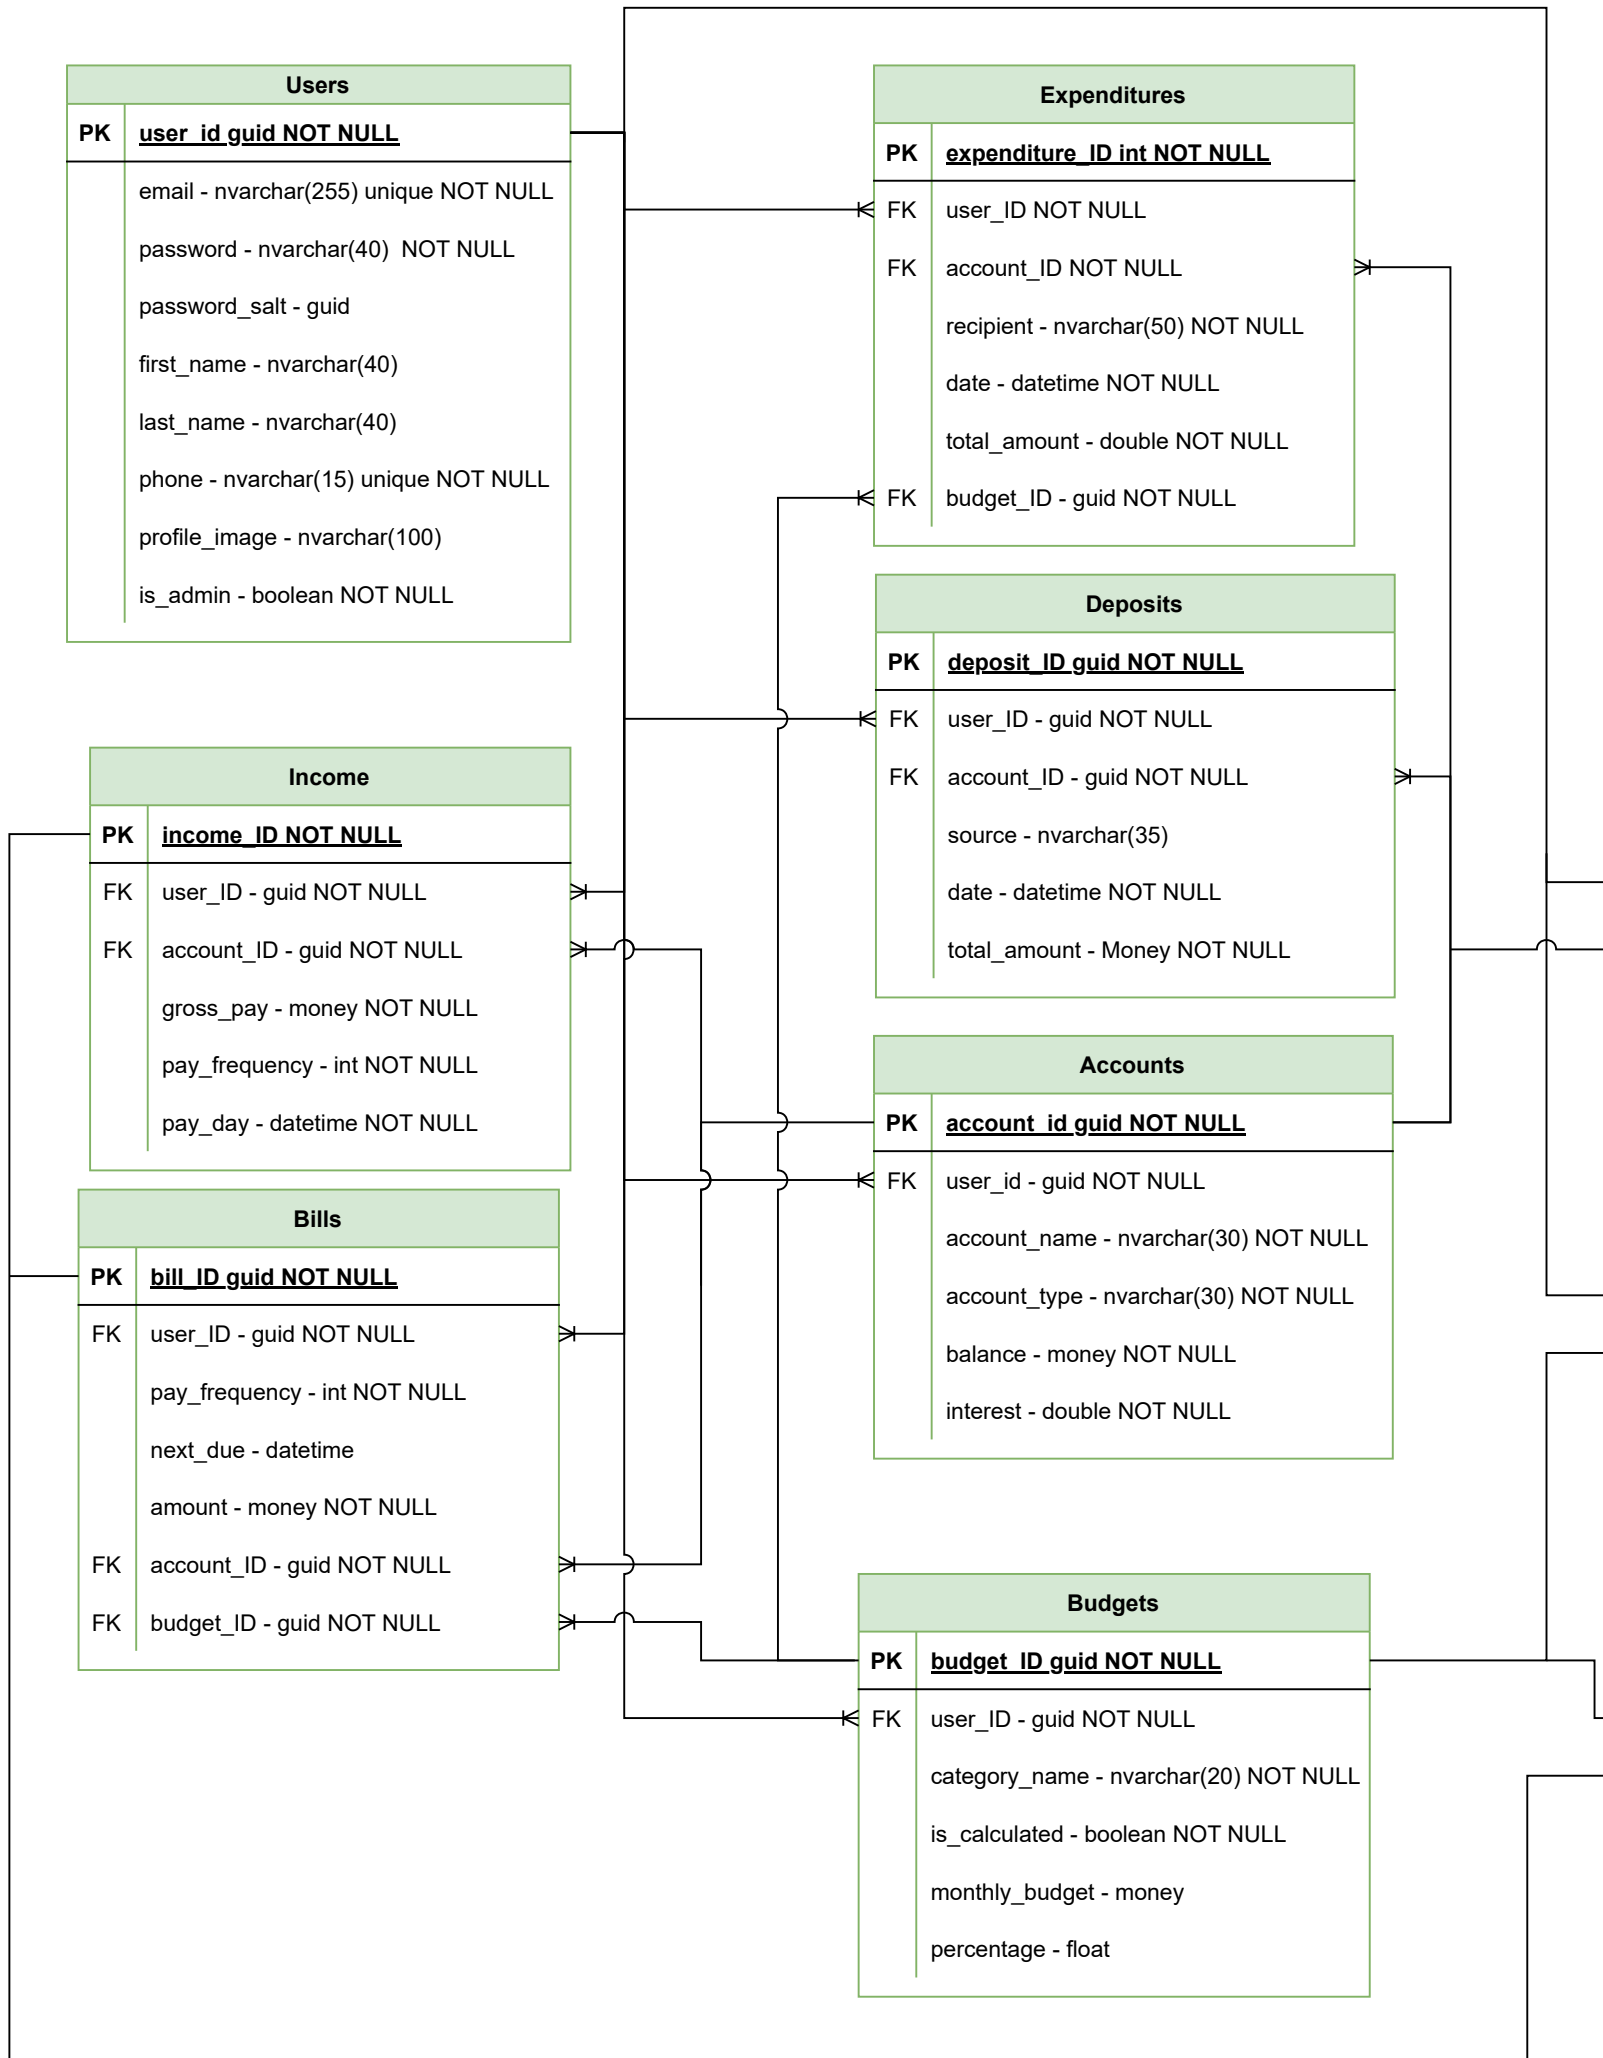 Users
PK user_id guid NOT NULL
email - nvarchar(255) unique NOT NULL
password - nvarchar(40)  NOT NULL
password_salt - guid
first_name - nvarchar(40)
last_name - nvarchar(40)
phone - nvarchar(15) unique NOT NULL
profile_image - nvarchar(100)
is_admin - boolean NOT NULL
Income
PK income_ID NOT NULL
FK user_ID - guid NOT NULL
FK account_ID - guid NOT NULL
gross_pay - money NOT NULL
pay_frequency - int NOT NULL
pay_day - datetime NOT NULL
Bills
PK bill_ID guid NOT NULL
FK user_ID - guid NOT NULL
pay_frequency - int NOT NULL
next_due - datetime
amount - money NOT NULL
FK account_ID - guid NOT NULL
FK budget_ID - guid NOT NULL
Expenditures
PK expenditure_ID int NOT NULL
FK user_ID NOT NULL
FK account_ID NOT NULL
recipient - nvarchar(50) NOT NULL
date - datetime NOT NULL
total_amount - double NOT NULL
FK budget_ID - guid NOT NULL
Deposits
PK deposit_ID guid NOT NULL
FK user_ID - guid NOT NULL
FK account_ID - guid NOT NULL
source - nvarchar(35)
date - datetime NOT NULL
total_amount - Money NOT NULL
Accounts
PK account_id guid NOT NULL
FK user_id - guid NOT NULL
account_name - nvarchar(30) NOT NULL
account_type - nvarchar(30) NOT NULL
balance - money NOT NULL
interest - double NOT NULL
Budgets
PK budget_ID guid NOT NULL
FK user_ID - guid NOT NULL
category_name - nvarchar(20) NOT NULL
is_calculated - boolean NOT NULL
monthly_budget - money
percentage - float